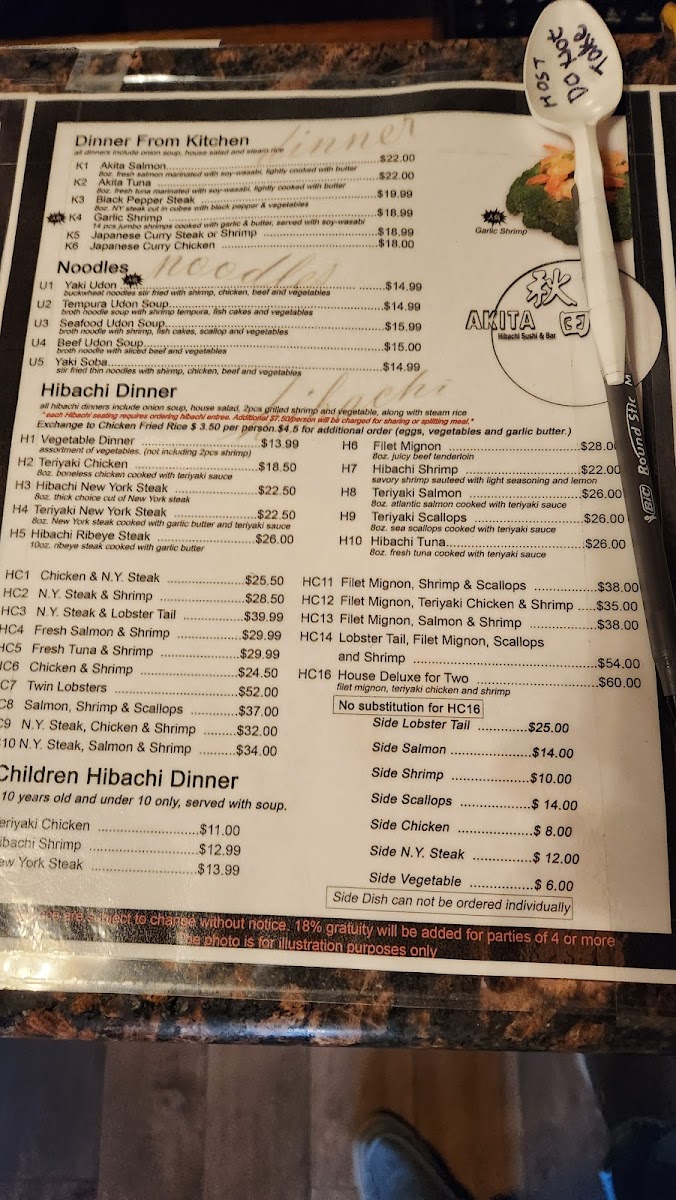 HOST
Do Not
Take
dinner
Dinner From Kitchen
all dinners include onion soup, house salad and steam rice
K1 Akita Salmon $22.00
8oz. fresh salmon marinated with soy-wasabi, lightly cooked with butter
K2 Akita Tuna $22.00
8oz. fresh tuna marinated with soy-wasabi, lightly cooked with butter
K3 Black Pepper Steak $19.99
8oz. NY steak cut in cubes with black pepper & vegetables
K4 Garlic Shrimp $18.99
14 pcs jumbo shrimps cooked with garlic & butter, served with soy-wasabi
K5 Japanese Curry Steak or Shrimp $18.99
K6 Japanese Curry Chicken $18.00
Garlic Shrimp
noodles
Noodles
U1 Yaki Udon $14.99
buckwheat noodles stir fried with shrimp, chicken, beef and vegetables
U2 Tempura Udon Soup $14.99
broth noodle soup with shrimp tempura, fish cakes and vegetables
U3 Seafood Udon Soup $15.99
broth noodle with shrimp, fish cakes, scallop and vegetables
U4 Beef Udon Soup $15.00
broth noodle with sliced beef and vegetables
U5 Yaki Soba $14.99
stir fried thin noodles with shrimp, chicken, beef and vegetables
秋田
AKITA
Hibachi Sushi & Bar
BIC Round Stic M
hibachi
Hibachi Dinner
all hibachi dinners include onion soup, house salad, 2pcs grilled shrimp and vegetable, along with steam rice
*each Hibachi seating requires ordering hibachi entree. Additional $7.50/person will be charged for sharing or splitting meal.*
Exchange to Chicken Fried Rice $ 3.50 per person.$4.5 for additional order (eggs, vegetables and garlic butter.)
H1 Vegetable Dinner $13.99
assortment of vegetables. (not including 2pcs shrimp)
H2 Teriyaki Chicken $18.50
8oz. boneless chicken cooked with teriyaki sauce
H3 Hibachi New York Steak $22.50
8oz. thick choice cut of New York steak
H4 Teriyaki New York Steak $22.50
8oz. New York steak cooked with garlic butter and teriyaki sauce
H5 Hibachi Ribeye Steak $26.00
10oz. ribeye steak cooked with garlic butter
H6 Filet Mignon $28.0
8oz. juicy beef tenderloin
H7 Hibachi Shrimp $22.00
savory shrimp sauteed with light seasoning and lemon
H8 Teriyaki Salmon $26.00
8oz. atlantic salmon cooked with teriyaki sauce
H9 Teriyaki Scallops $26.00
8oz. sea scallops cooked with teriyaki sauce
H10 Hibachi Tuna $26.00
8oz. fresh tuna cooked with teriyaki sauce
HC1 Chicken & N.Y. Steak $25.50
HC2 N.Y. Steak & Shrimp $28.50
HC3 N.Y. Steak & Lobster Tail $39.99
HC4 Fresh Salmon & Shrimp $29.99
HC5 Fresh Tuna & Shrimp $29.99
HC6 Chicken & Shrimp $24.50
C7 Twin Lobsters $52.00
C8 Salmon, Shrimp & Scallops $37.00
C9 N.Y. Steak, Chicken & Shrimp $32.00
10 N.Y. Steak, Salmon & Shrimp $34.00
HC11 Filet Mignon, Shrimp & Scallops $38.00
HC12 Filet Mignon, Teriyaki Chicken & Shrimp $35.00
HC13 Filet Mignon, Salmon & Shrimp $38.00
HC14 Lobster Tail, Filet Mignon, Scallops
and Shrimp $54.00
HC16 House Deluxe for Two $60.00
filet mignon, teriyaki chicken and shrimp
No substitution for HC16
Side Lobster Tail $25.00
Side Salmon $14.00
Side Shrimp $10.00
Side Scallops $ 14.00
Side Chicken $ 8.00
Side N.Y. Steak $ 12.00
Side Vegetable $ 6.00
Side Dish can not be ordered individually
Children Hibachi Dinner
10 years old and under 10 only, served with soup.
eriyaki Chicken $11.00
ibachi Shrimp $12.99
ew York Steak $13.99
are subject to change without notice. 18% gratuity will be added for parties of 4 or more
photo is for illustration purposes only